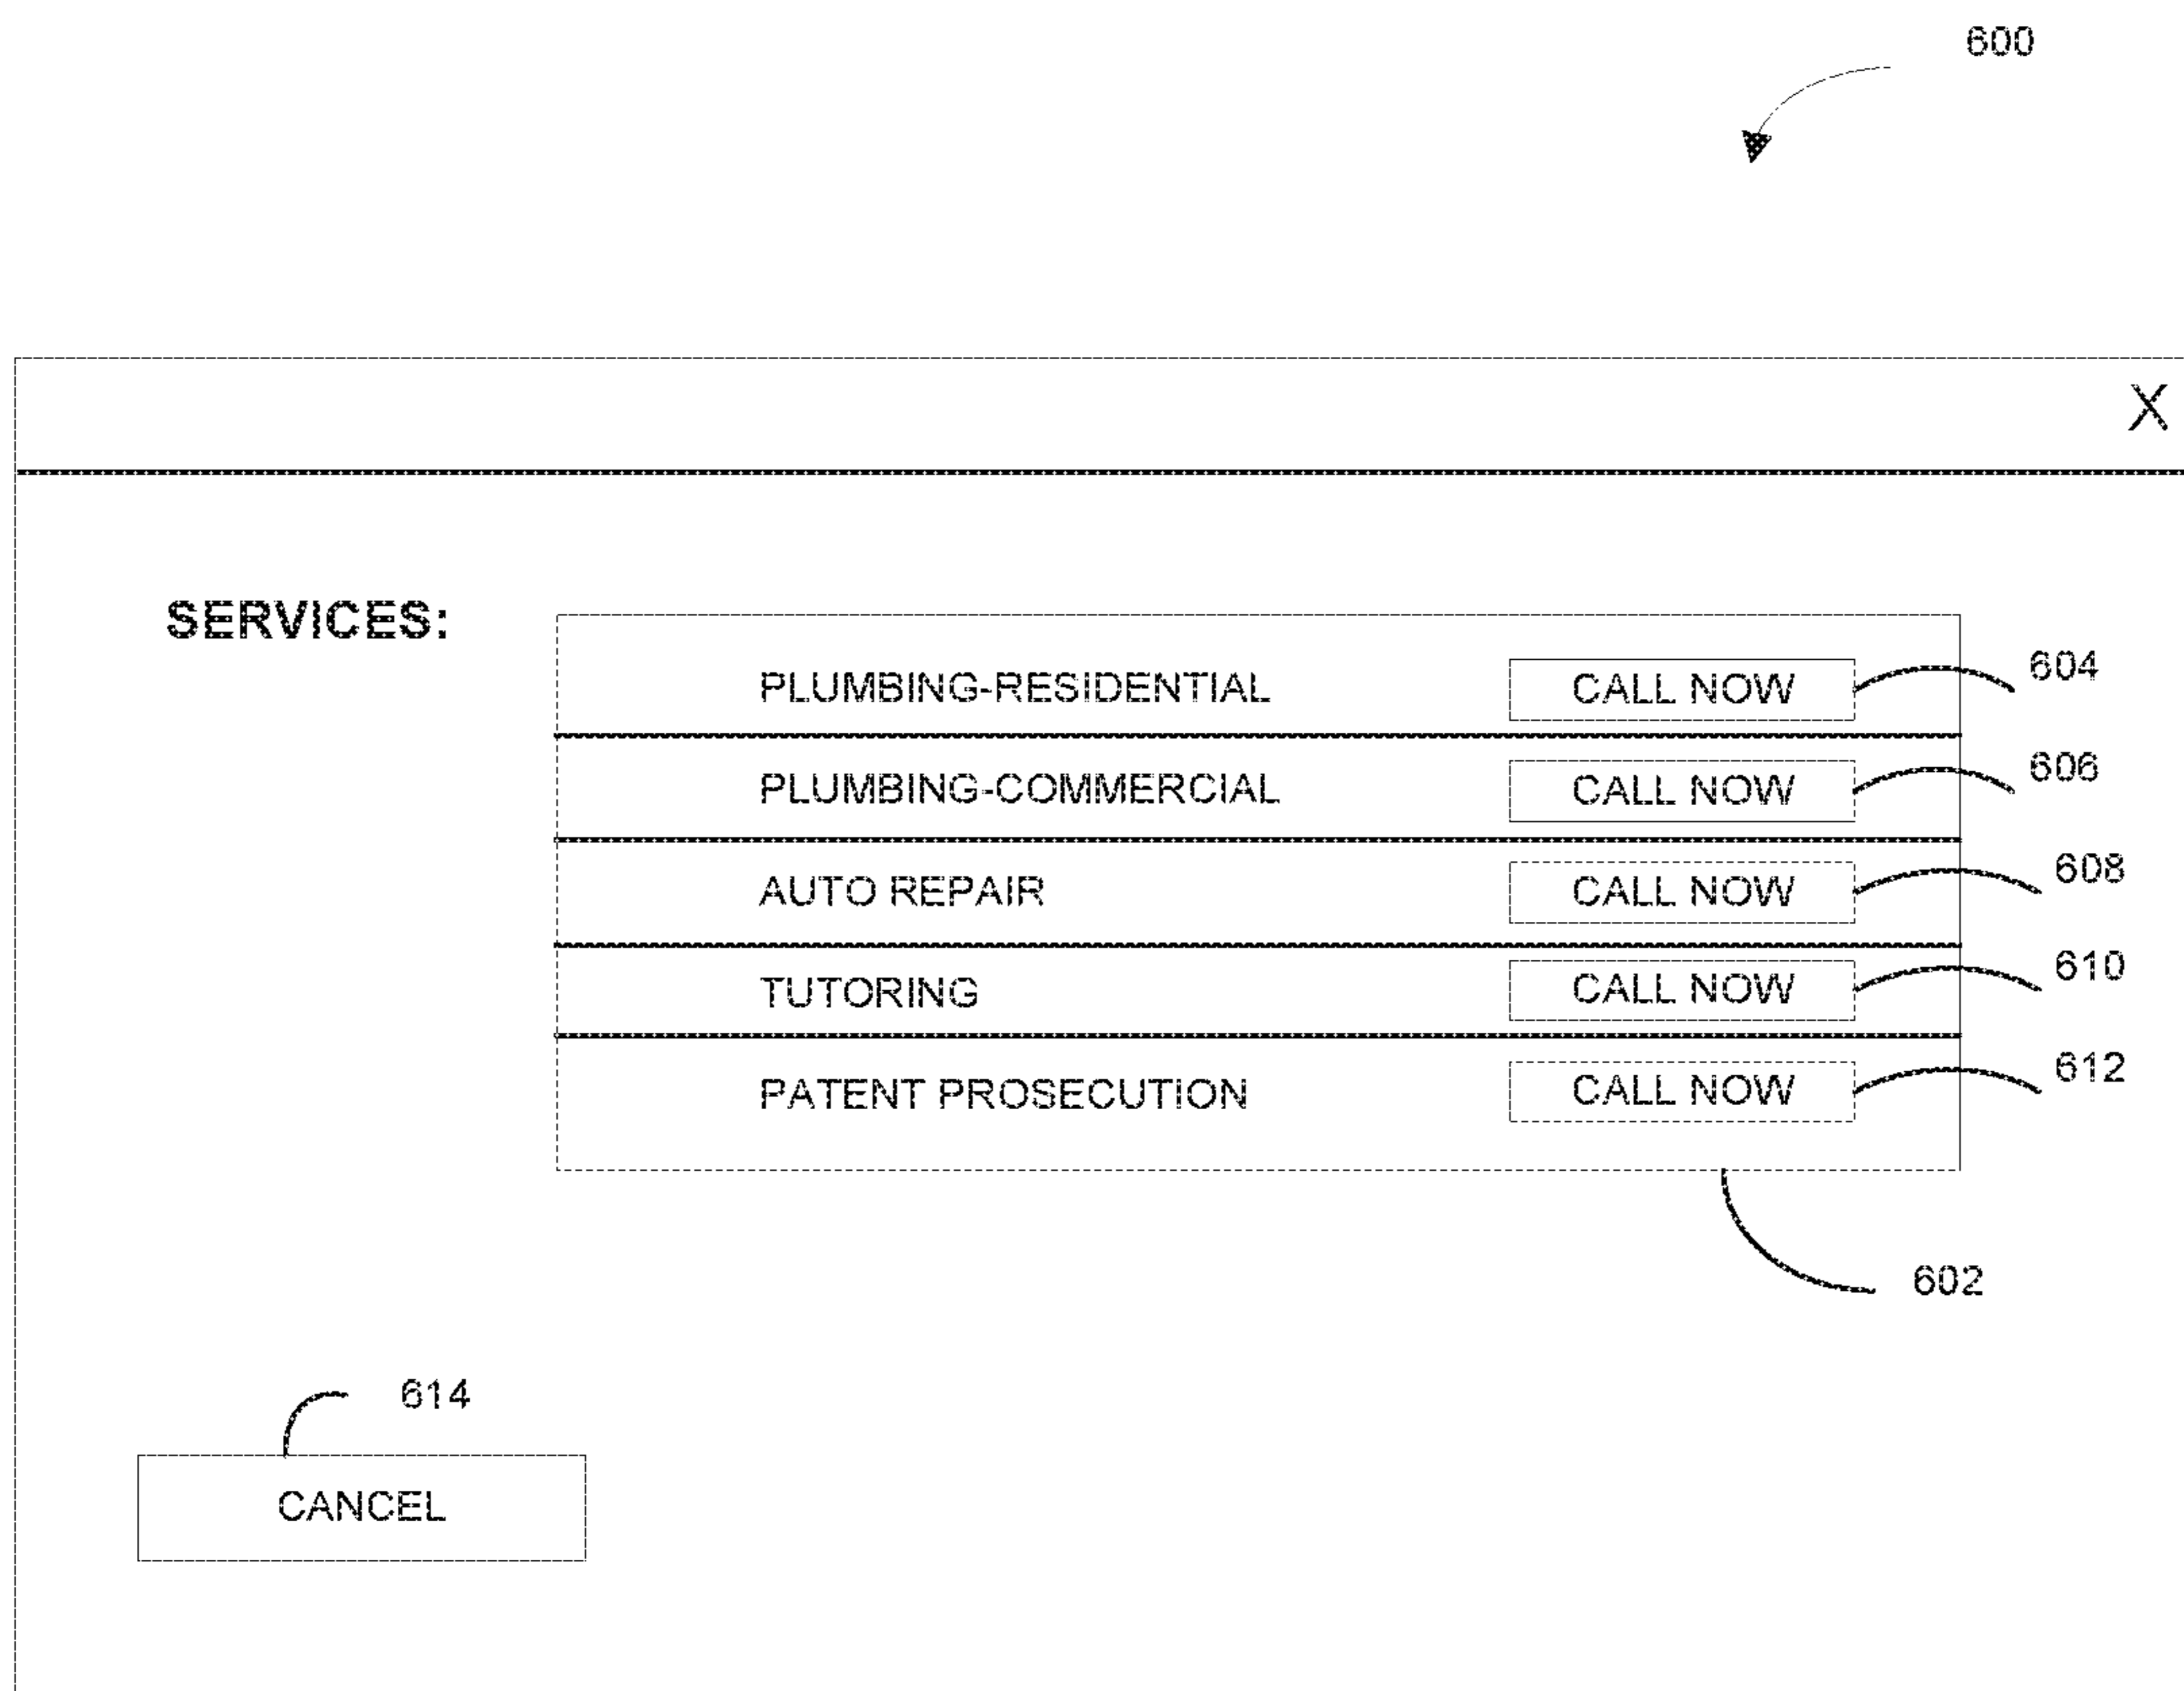 600
X
SERVICES:
PLUMBING-RESIDENTIAL CALL NOW 604
PLUMBING-COMMERCIAL CALL NOW 606
AUTO REPAIR CALL NOW 608
TUTORING CALL NOW 610
PATENT PROSECUTION CALL NOW 612
602
614
CANCEL